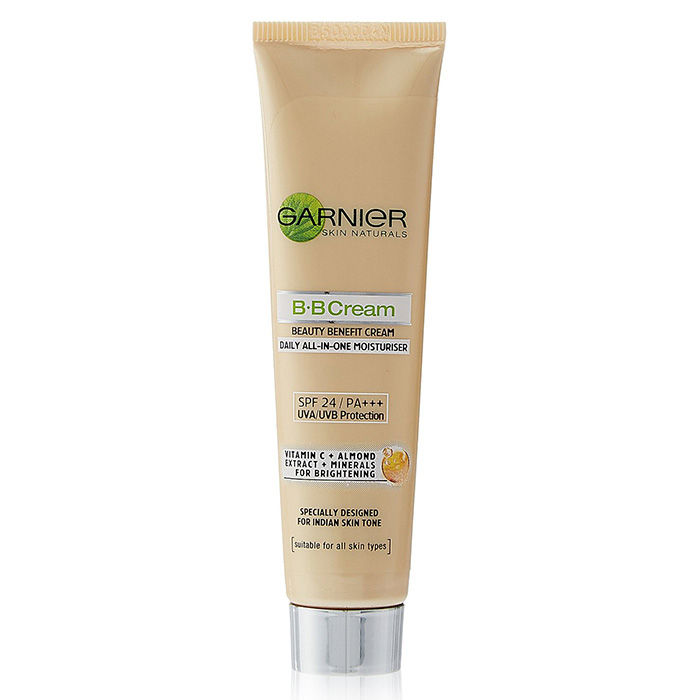 GARNIER
SKIN NATURALS
B·BCream
BEAUTY BENEFIT CREAM
DAILY ALL-IN-ONE MOISTURISER
SPF 24 / PA+++
UVA/UVB Protection
VITAMIN C + ALMOND
EXTRACT + MINERALS
FOR BRIGHTENING
SPECIALLY DESIGNED
FOR INDIAN SKIN TONE
[suitable for all skin types]